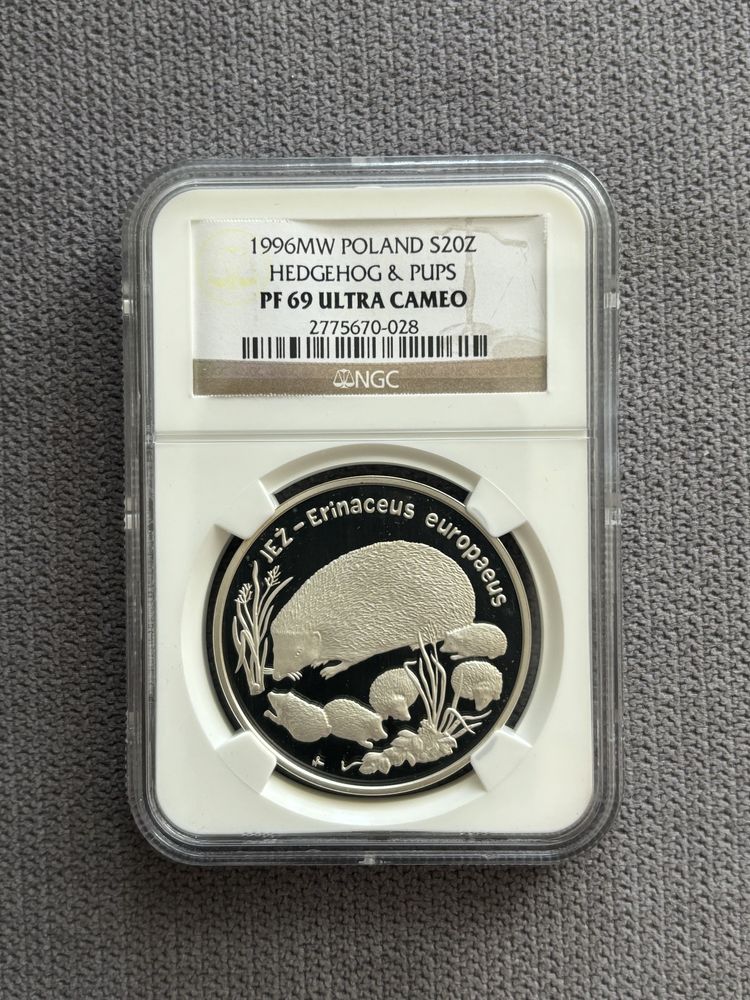 1996MW POLAND S20Z
HEDGEHOG & PUPS
PF 69 ULTRA CAMEO
2775670-028
NGC
JEŻ - Erinaceus europaeus